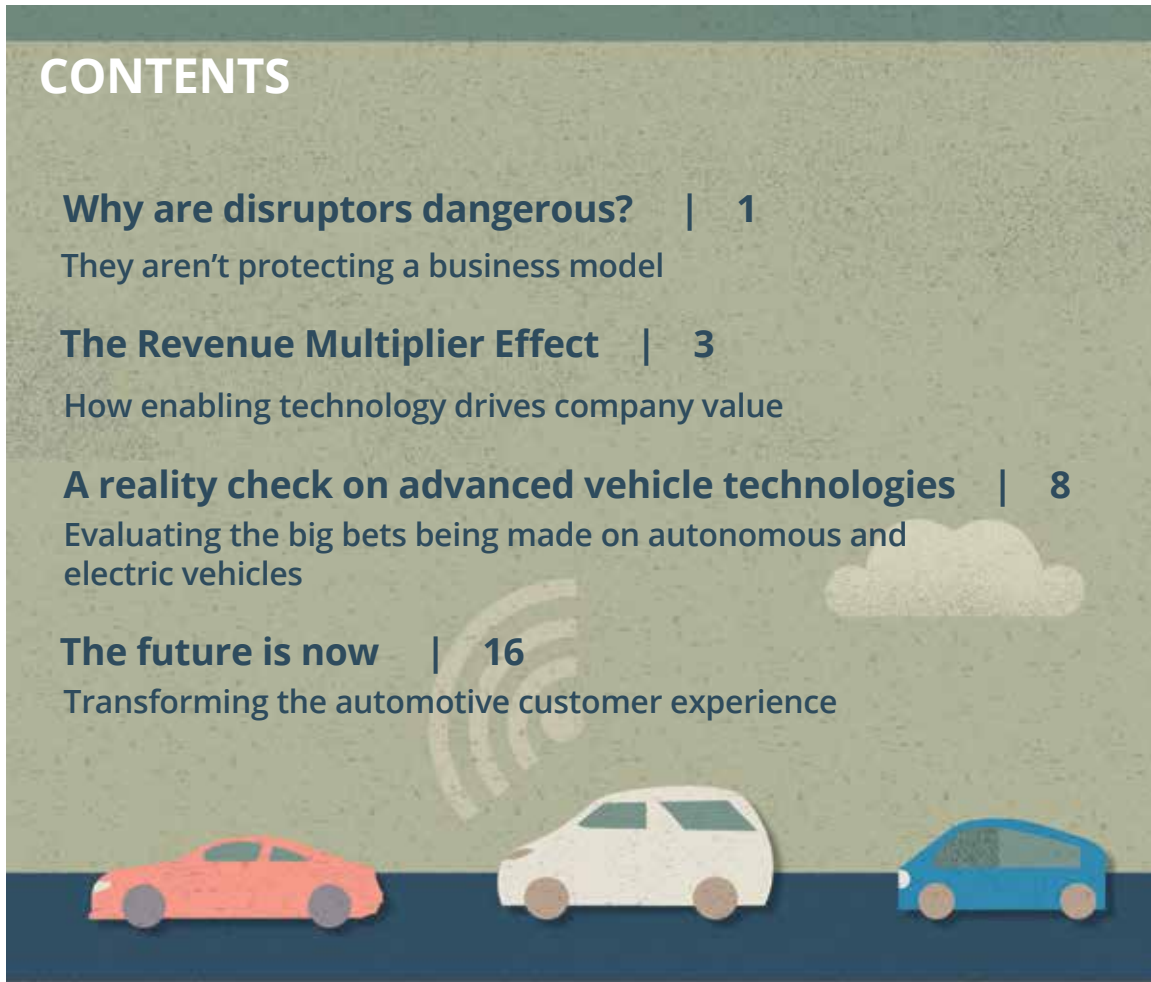 CONTENTS
Why are disruptors dangerous? | 1
They aren’t protecting a business model
The Revenue Multiplier Effect | 3
How enabling technology drives company value
A reality check on advanced vehicle technologies | 8
Evaluating the big bets being made on autonomous and
electric vehicles
The future is now | 16
Transforming the automotive customer experience